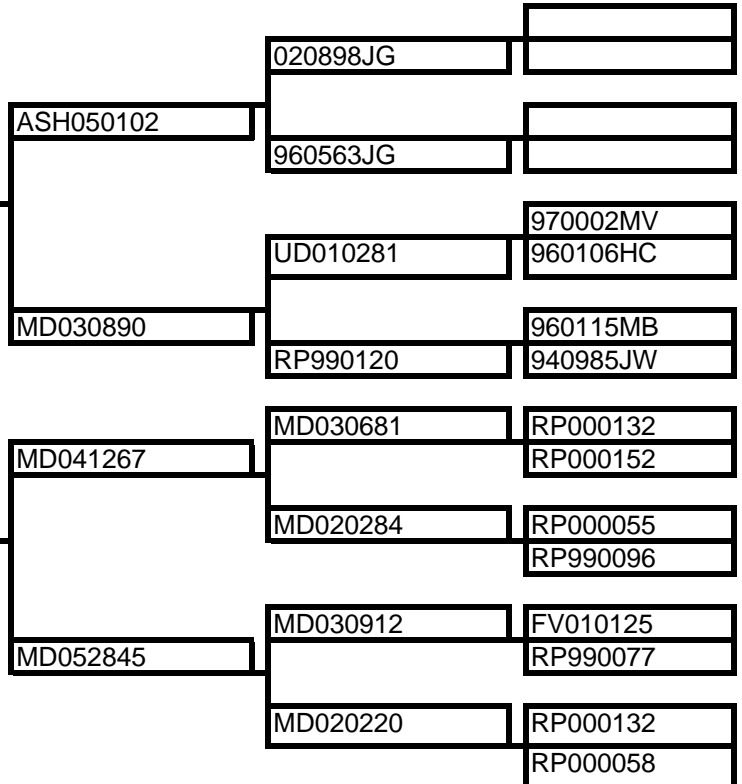 020898JG
ASH050102
960563JG
970002MV
UD010281
960106HC
MD030890
960115MB
RP990120
940985JW
MD030681
RP000132
MD041267
RP000152
MD020284
RP000055
RP990096
MD030912
FV010125
MD052845
RP990077
MD020220
RP000132
RP000058